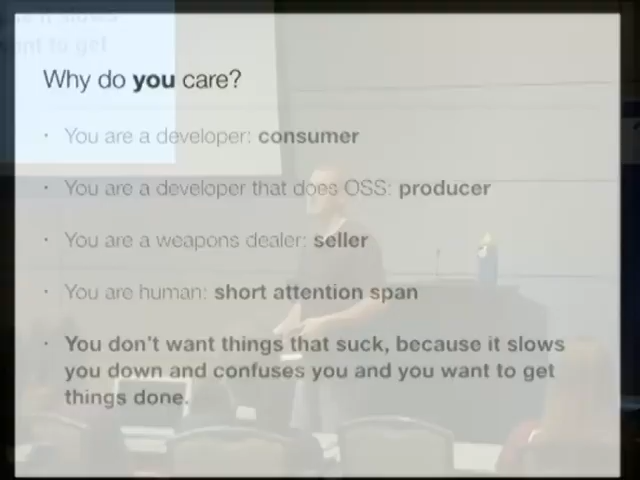 Why do you care?
· You are a developer: consumer
· You are a developer that does OSS: producer
· You are a weapons dealer: seller
· You are human: short attention span
· You don't want things that suck, because it slows
you down and confuses you and you want to get
things done.